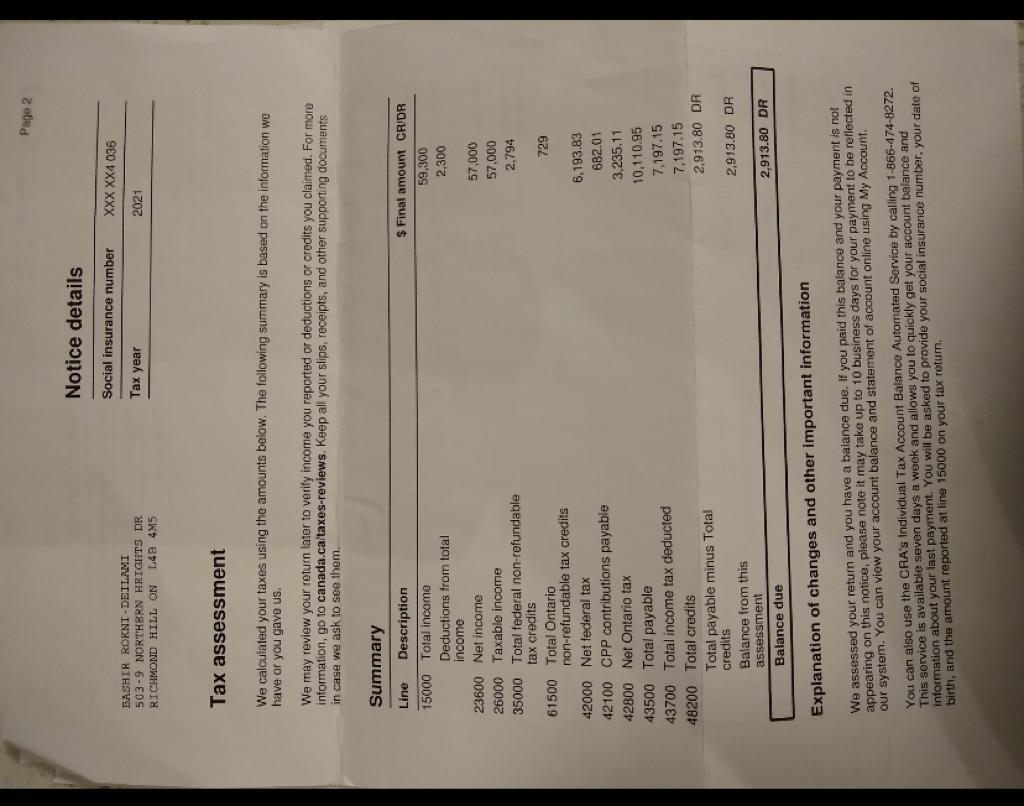 Page 2
Notice details
Social insurance number XXX XX4 036
Tax year 2021
BASHIR ROKNI-DEILAMI
503-9 NORTHERN HEIGHTS DR
RICHMOND HILL ON L4B 4M5
Tax assessment
We calculated your taxes using the amounts below. The following summary is based on the information we
have or you gave us.
We may review your return later to verify income you reported or deductions or credits you claimed. For more
information, go to canada.ca/taxes-reviews. Keep all your slips, receipts, and other supporting documents
in case we ask to see them.
Summary
Line Description $ Final amount CR/DR
15000 Total income 59,300
Deductions from total 2,300
income
23600 Net income 57,000
26000 Taxable income 57,000
35000 Total federal non-refundable 2,794
tax credits
61500 Total Ontario 729
non-refundable tax credits
42000 Net federal tax 6,193.83
42100 CPP contributions payable 682.01
42800 Net Ontario tax 3,235.11
43500 Total payable 10,110.95
43700 Total income tax deducted 7,197.15
48200 Total credits 7,197.15
Total payable minus Total 2,913.80 DR
credits
Balance from this 2,913.80 DR
assessment
Balance due 2,913.80 DR
Explanation of changes and other important information
We assessed your return and you have a balance due. If you paid this balance and your payment is not
appearing on this notice, please note it may take up to 10 business days for your payment to be reflected in
our system. You can view your account balance and statement of account online using My Account.
You can also use the CRA's Individual Tax Account Balance Automated Service by calling 1-866-474-8272.
This service is available seven days a week and allows you to quickly get your account balance and
information about your last payment. You will be asked to provide your social insurance number, your date of
birth, and the amount reported at line 15000 on your tax return.